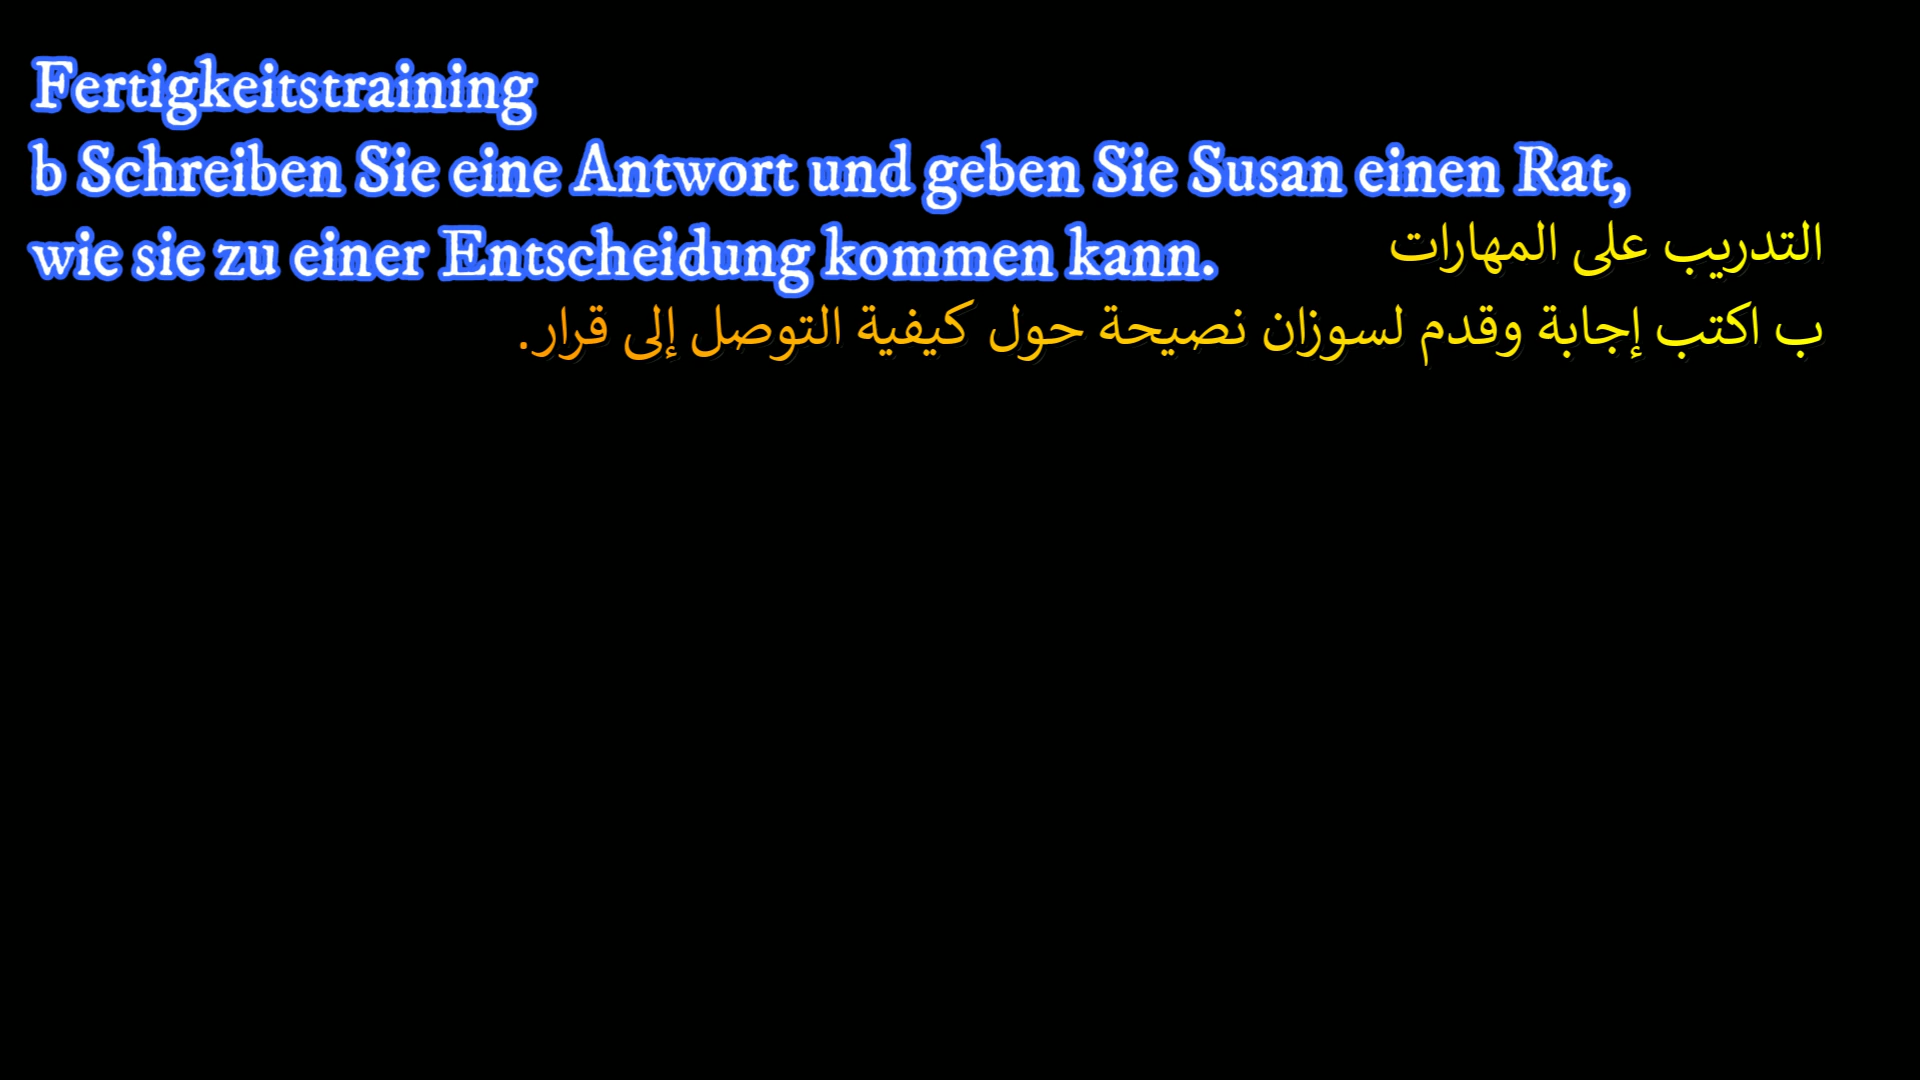 Fertigkeitstraining
b Schreiben Sie eine Antwort und geben Sie Susan einen Rat,
wie sie zu einer Entscheidung kommen kann.
التدريب على المهارات
ب اكتب إجابة وقدم لسوزان نصيحة حول كيفية التوصل إلى قرار.